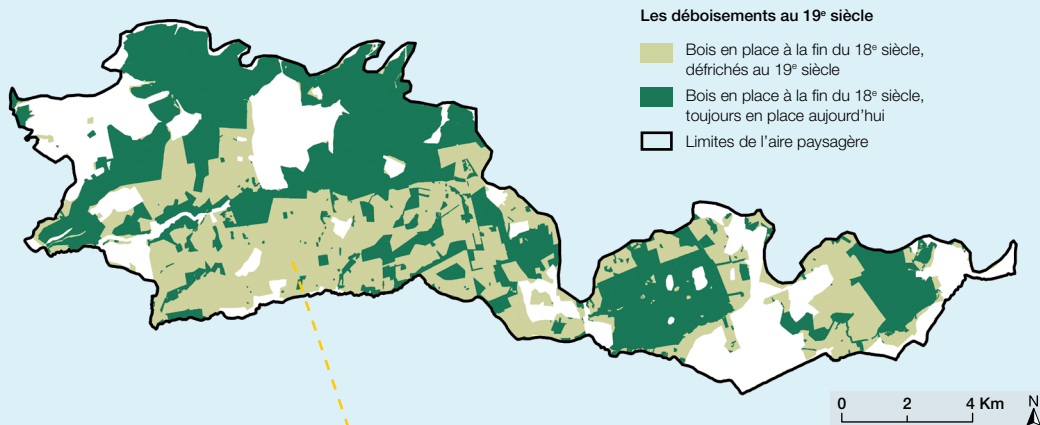 Les déboisements au 19e siècle
Bois en place à la fin du 18e siècle,
défrichés au 19e siècle
Bois en place à la fin du 18e siècle,
toujours en place aujourd’hui
Limites de l’aire paysagère
0 2 4 Km N